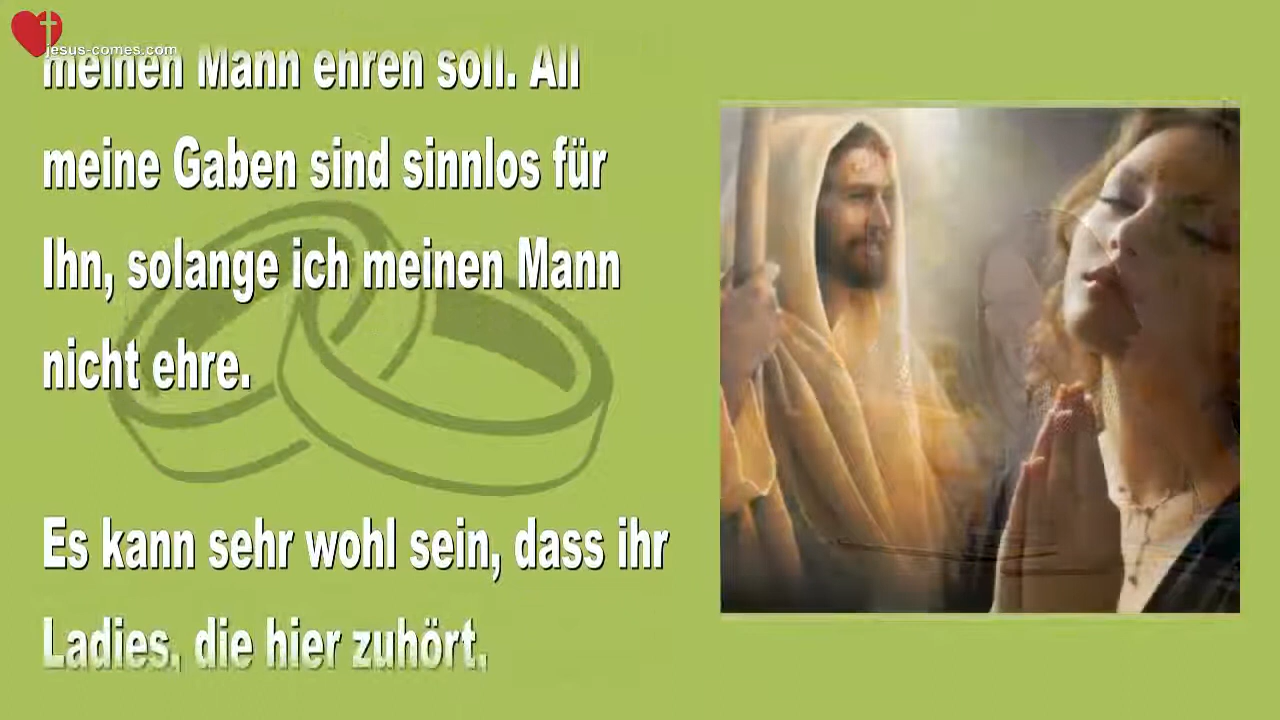 jesus-comes.com
meinen Mann ehren soll. All
meine Gaben sind sinnlos für
Ihn, solange ich meinen Mann
nicht ehre.
Es kann sehr wohl sein, dass ihr
Ladies, die hier zuhört,